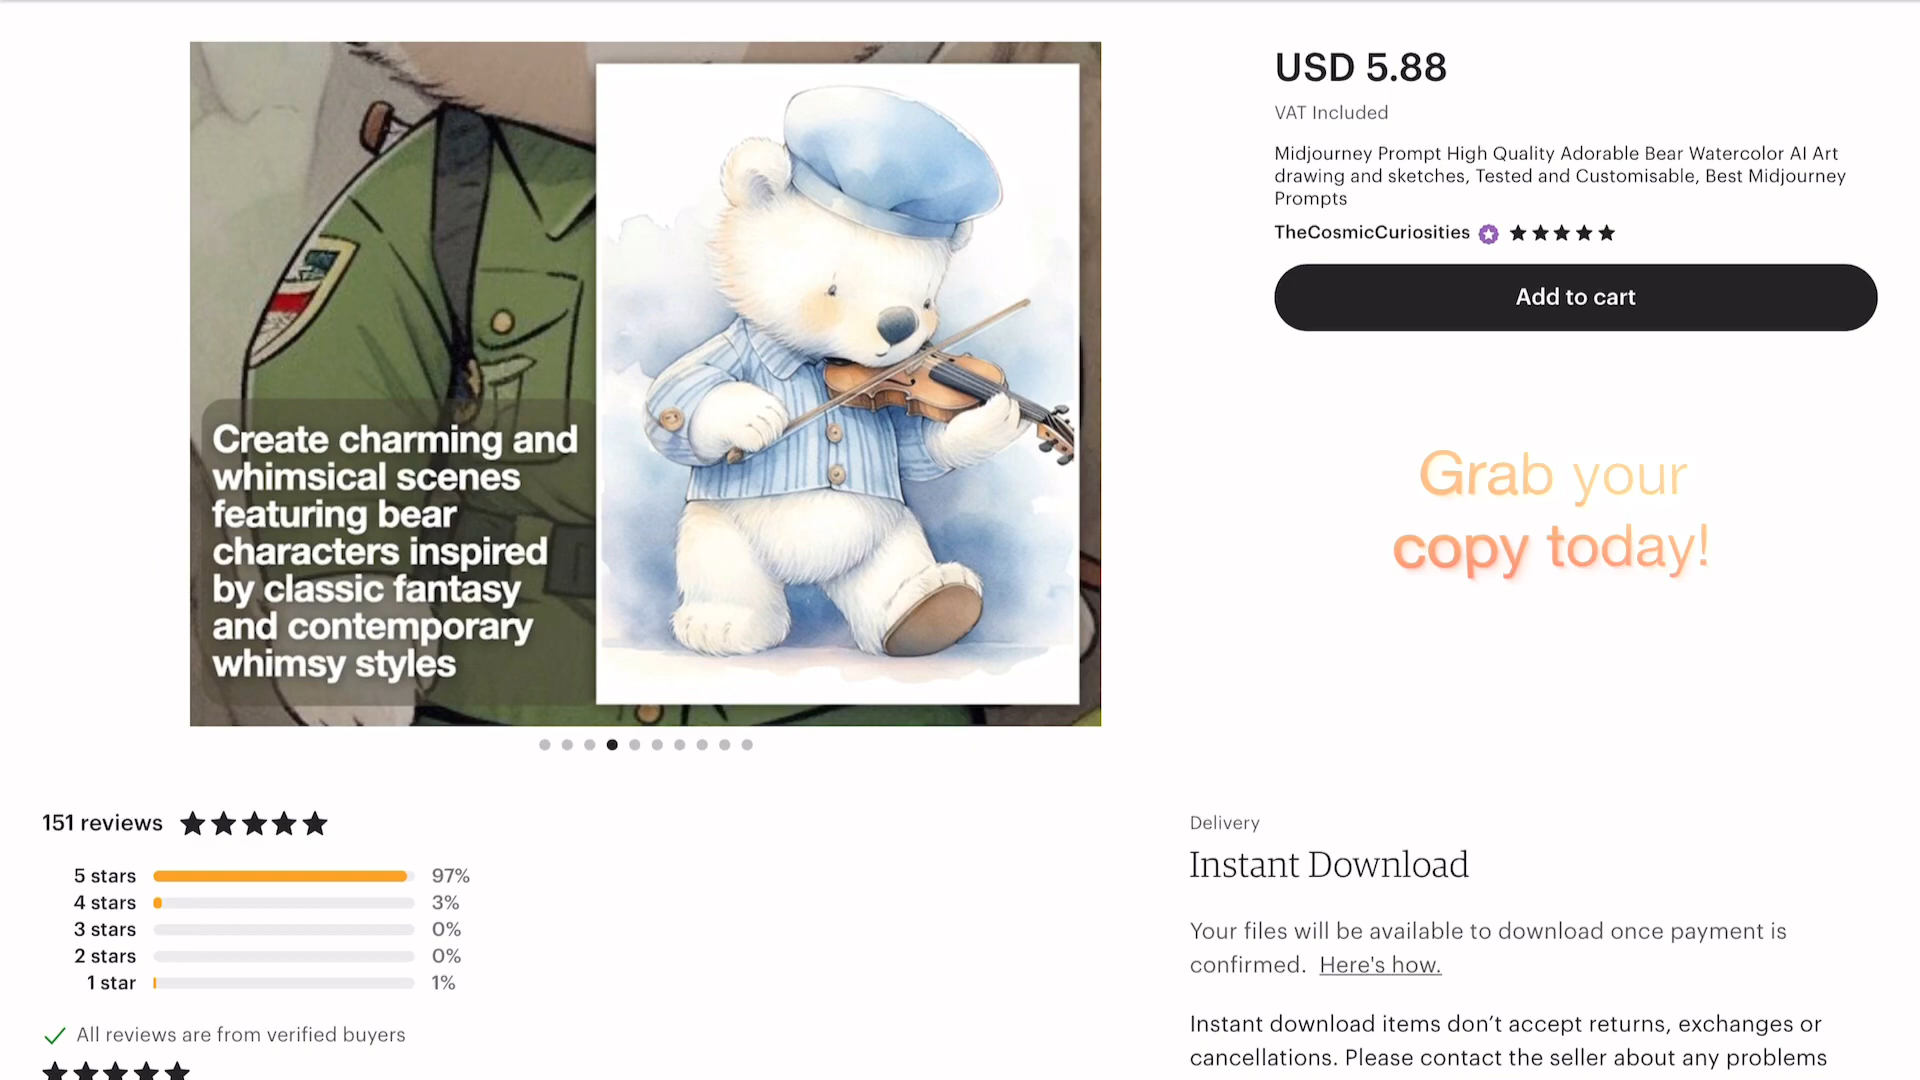 Create charming and
whimsical scenes
featuring bear
characters inspired
by classic fantasy
and contemporary
whimsy styles
USD 5.88
VAT Included
Midjourney Prompt High Quality Adorable Bear Watercolor AI Art
drawing and sketches, Tested and Customisable, Best Midjourney
Prompts
TheCosmicCuriosities
Add to cart
Grab your
copy today!
151 reviews
5 stars 97%
4 stars 3%
3 stars 0%
2 stars 0%
1 star 1%
All reviews are from verified buyers
Delivery
Instant Download
Your files will be available to download once payment is
confirmed. Here's how.
Instant download items don’t accept returns, exchanges or
cancellations. Please contact the seller about any problems